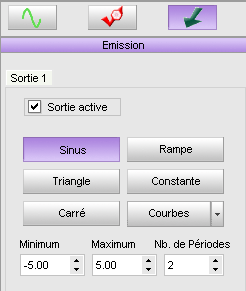 Emission
Sortie 1
Sortie active
Sinus
Rampe
Triangle
Constante
Carré
Courbes
Minimum Maximum Nb. de Périodes
-5.00 5.00 2